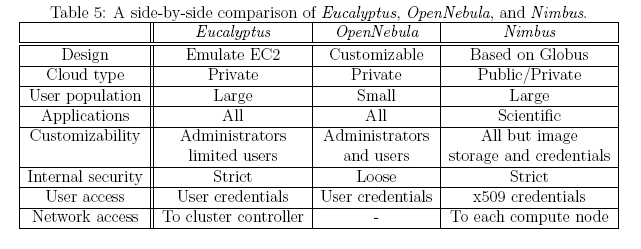 Table 5: A side-by-side comparison of Eucalyptus, OpenNebula, and Nimbus.
Eucalyptus OpenNebula Nimbus
Design Emulate EC2 Customizable Based on Globus
Cloud type Private Private Public/Private
User population Large Small Large
Applications All All Scientific
Customizability Administrators Administrators All but image
limited users and users storage and credentials
Internal security Strict Loose Strict
User access User credentials User credentials x509 credentials
Network access To cluster controller - To each compute node